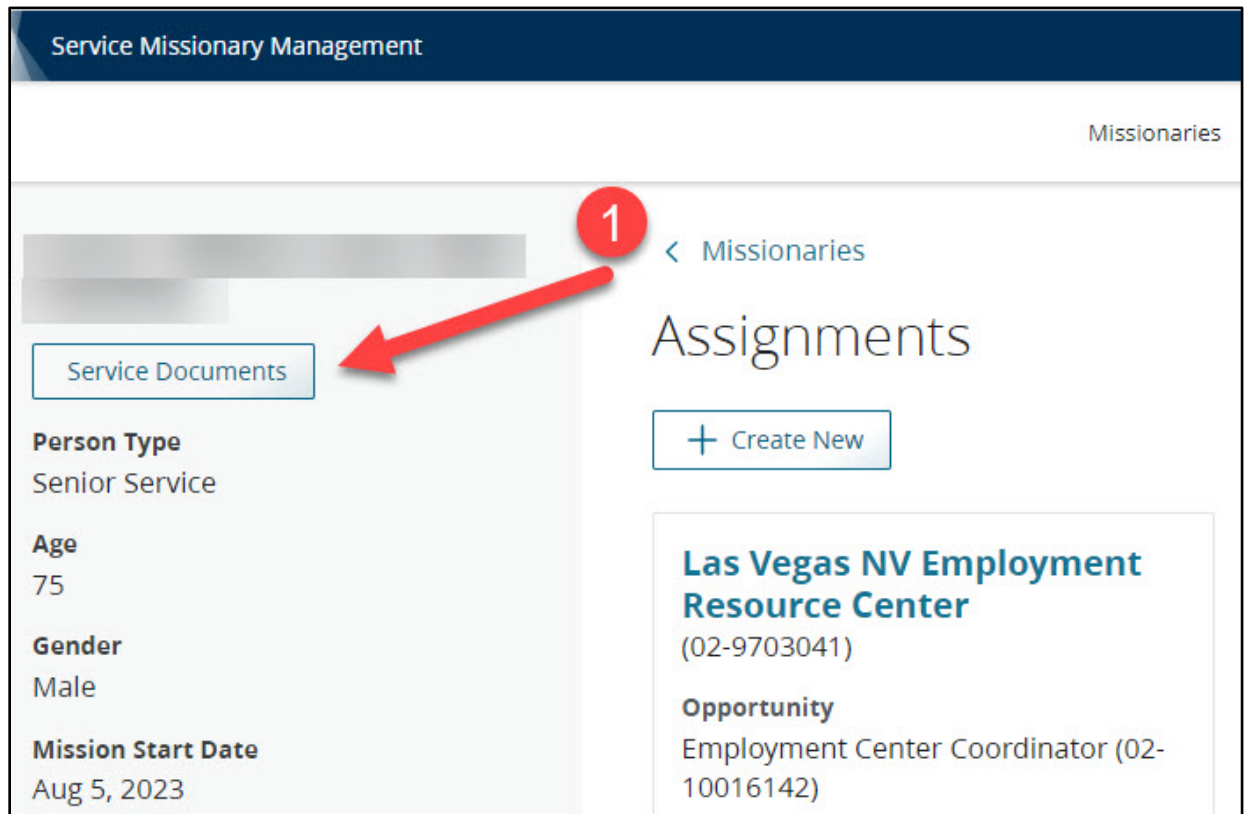 Service Missionary Management
Missionaries
1
Service Documents
Person Type
Senior Service
Age
75
Gender
Male
Mission Start Date
Aug 5, 2023
< Missionaries
Assignments
+ Create New
Las Vegas NV Employment
Resource Center
(02-9703041)
Opportunity
Employment Center Coordinator (02-
10016142)